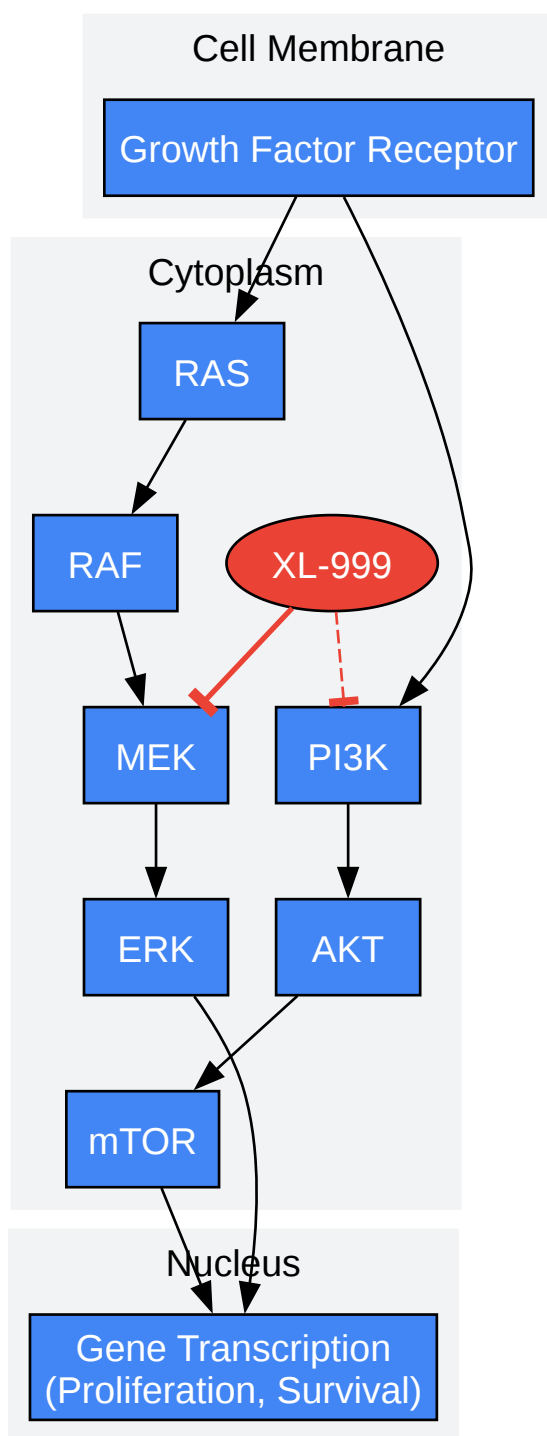 Cell Membrane
Growth Factor Receptor
Cytoplasm
RAS
RAF
XL-999
MEK
PI3K
ERK
AKT
mTOR
Nucleus
Gene Transcription
(Proliferation, Survival)